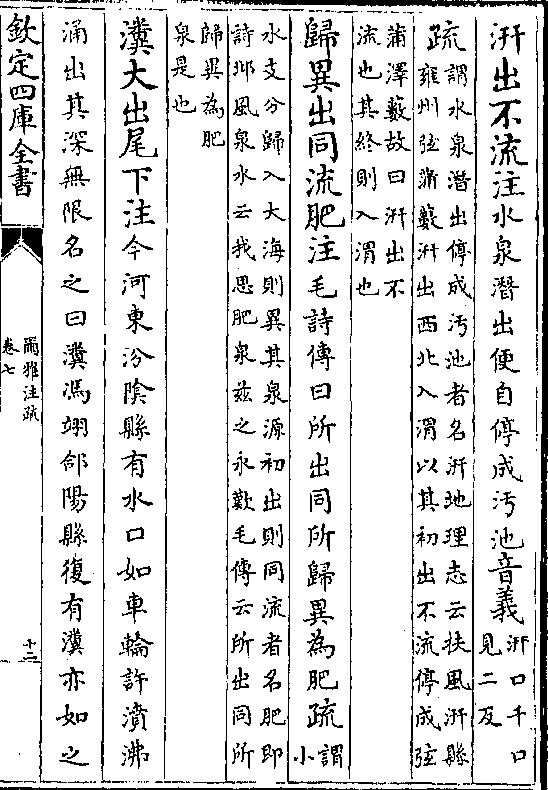 汧出不流注水泉潛出便自停成汚池音義汧口千口
見二反
疏謂水泉潛出停成汚池者名汧地理志云扶風汧縣
雍州弦蒲藪汧出西北入渭以其初出不流停成弦
蒲澤藪故曰汧出不
流也其終則入渭也
歸異出同流肥注毛詩傳曰所出同所歸異為肥疏謂
小
水支分歸入大海則異其泉源初出則同流者名肥即
詩邶風泉水云我思肥泉兹之永歎毛傳云所出同所
歸異為肥
泉是也
瀵大出尾下注今河東汾陰縣有水口如車輪許濆沸
涌出其深無限名之曰瀵馮翊郃陽縣復有瀵亦如之
欽定四庫全書
爾雅注疏
卷七
十二